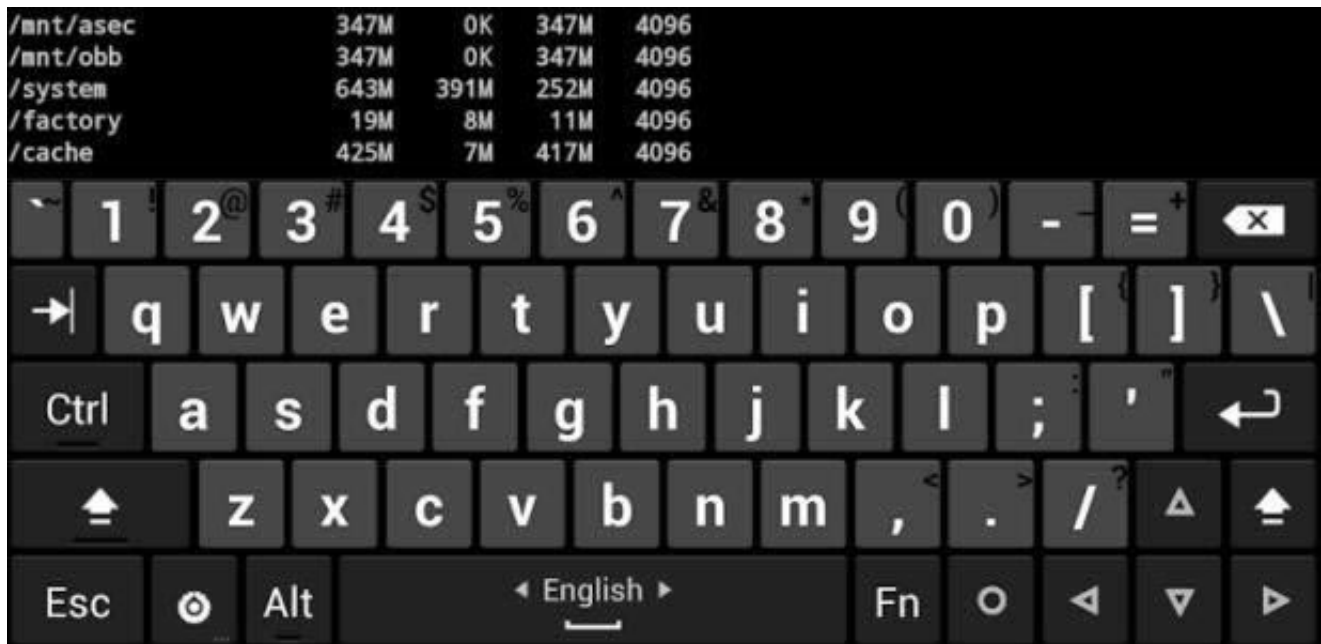 /mnt/asec 347M 0K 347M 4096
/mnt/obb 347M 0K 347M 4096
/system 643M 391M 252M 4096
/factory 19M 8M 11M 4096
/cache 425M 7M 417M 4096
` ~ 1 ! 2 @ 3 # 4 $ 5 % 6 ^ 7 & 8 * 9 ( 0 ) - _ = +
q w e r t y u i o p [ { ] } \ |
Ctrl a s d f g h j k l ; : ' "
z x c v b n m , < . > / ?
Esc ... Alt English Fn